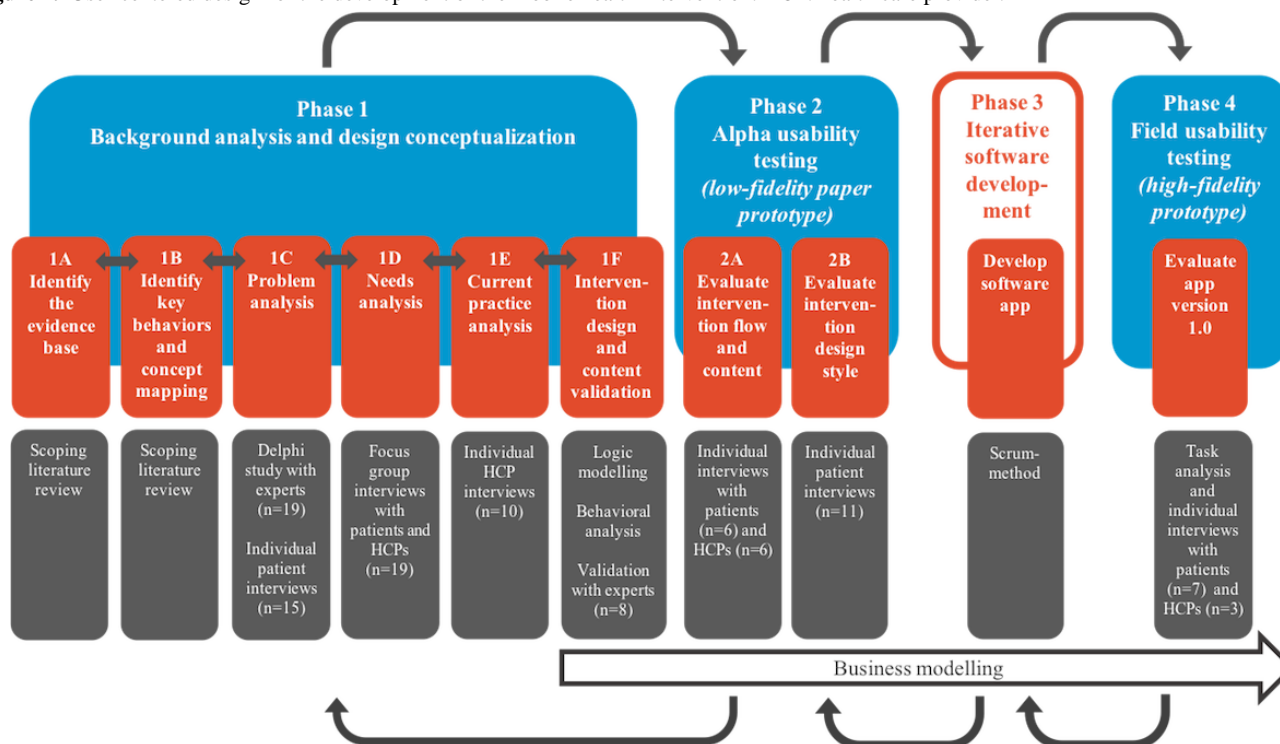 Phase 1
Background analysis and design conceptualization
Phase 2
Alpha usability
testing
(low-fidelity paper
prototype)
Phase 3
Iterative
software
develop-
ment
Phase 4
Field usability
testing
(high-fidelity
prototype)
1A
Identify
the
evidence
base
1B
Identify
key
behaviors
and
concept
mapping
1C
Problem
analysis
1D
Needs
analysis
1E
Current
practice
analysis
1F
Interven-
tion
design
and
content
validation
2A
Evaluate
interven-
tion flow
and
content
2B
Evaluate
interven-
tion
design
style
Develop
software
app
Evaluate
app
version
1.0
Scoping
literature
review
Scoping
literature
review
Delphi
study with
experts
(n=19)
Individual
patient
interviews
(n=15)
Focus
group
interviews
with
patients and
HCPs
(n=19)
Individual
HCP
interviews
(n=10)
Logic
modelling
Behavioral
analysis
Validation
with experts
(n=8)
Individual
interviews
with
patients
(n=6) and
HCPs (n=6)
Individual
patient
interviews
(n=11)
Scrum-
method
Task
analysis
and
individual
interviews
with
patients
(n=7) and
HCPs (n=3)
Business modelling